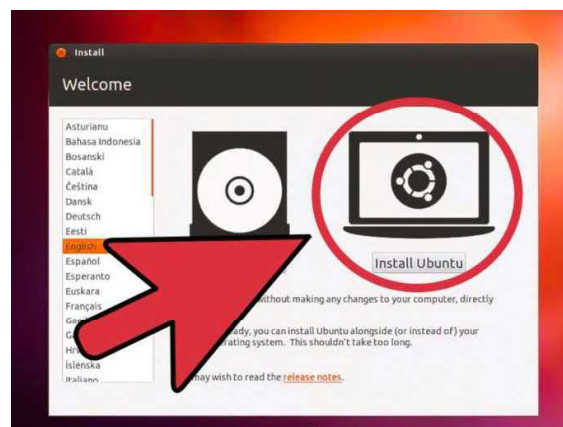 Install
Welcome
Asturianu
Bahasa Indonesia
Bosanski
Català
Čeština
Dansk
Deutsch
Eesti
English
Español
Esperanto
Euskara
Français
Íslenska
Italiano
Install Ubuntu
without making any changes to your computer, directly
you can install Ubuntu alongside (or instead of) your
system. This shouldn't take too long.
may wish to read the release notes.